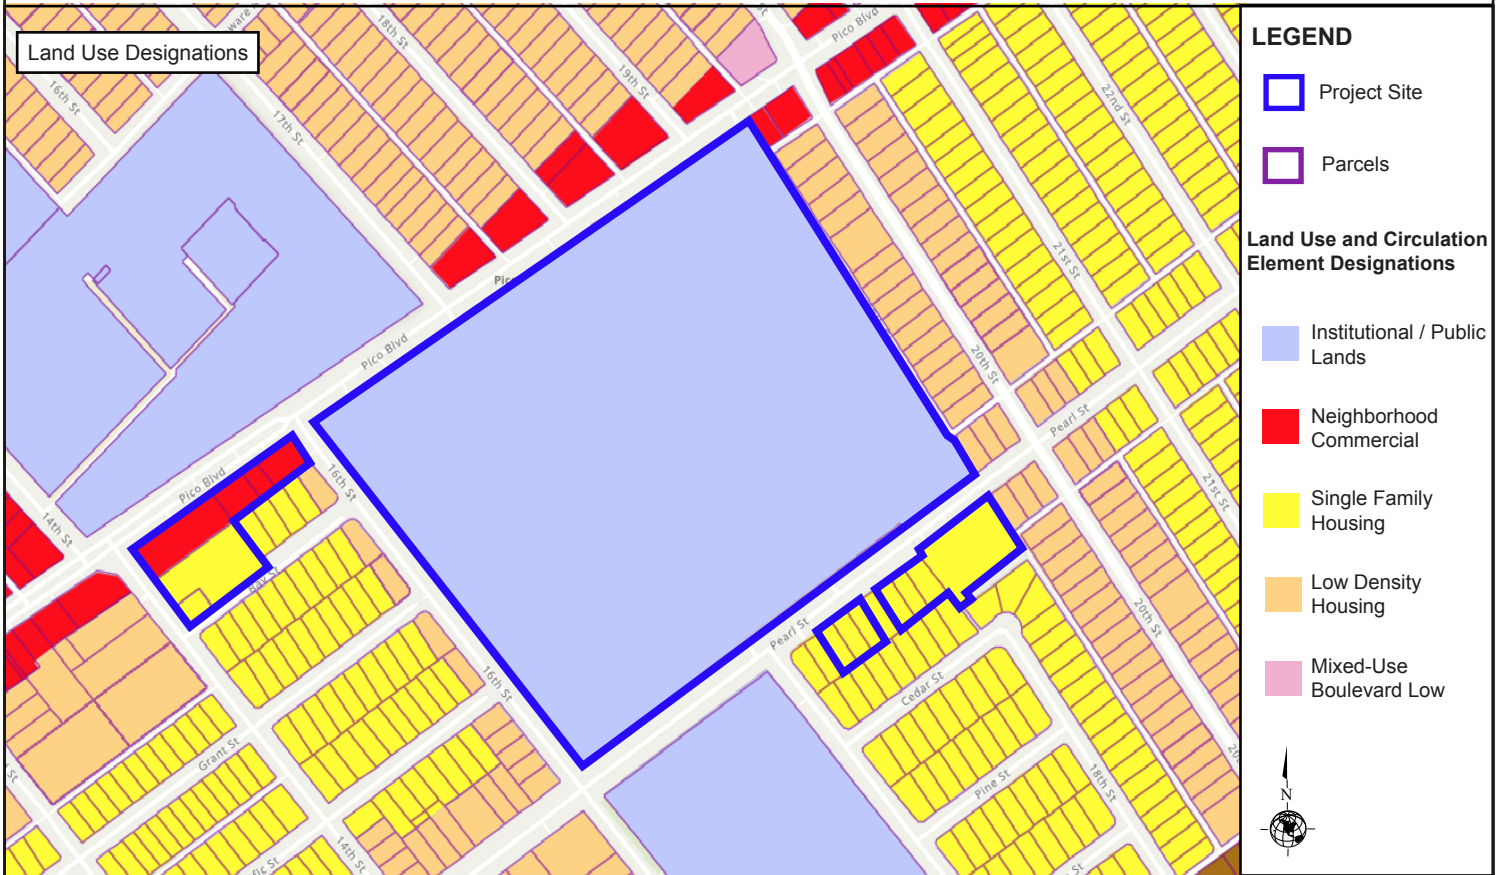 Land Use Designations
16th St
17th St
18th St
19th St
Pico Blvd
22nd St
21st St
20th St
Pearl St
21st St
Pico Blvd
Pico Blvd
16th St
14th St
16th St
Pearl St
Cedar St
Pine St
18th St
20th St
Grant St
14th St
LEGEND
Project Site
Parcels
Land Use and Circulation
Element Designations
Institutional / Public
Lands
Neighborhood
Commercial
Single Family
Housing
Low Density
Housing
Mixed-Use
Boulevard Low
N